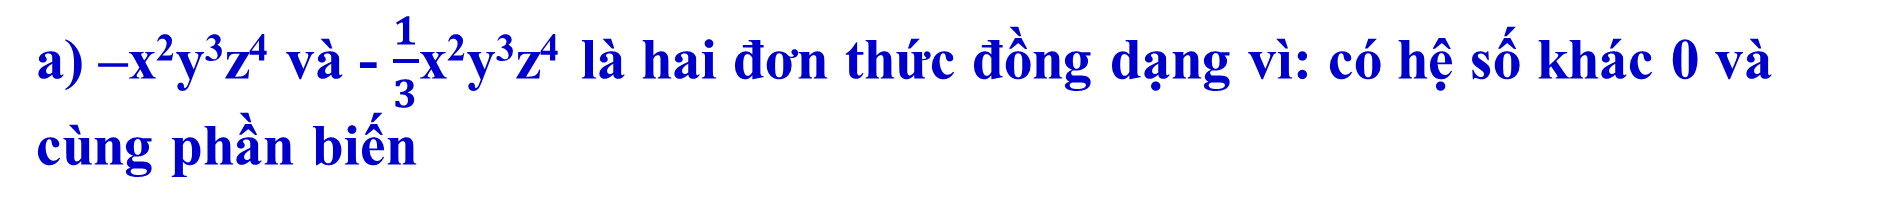 a) –x²y³z⁴ và - 1/3x²y³z⁴ là hai đơn thức đồng dạng vì: có hệ số khác 0 và
cùng phần biến